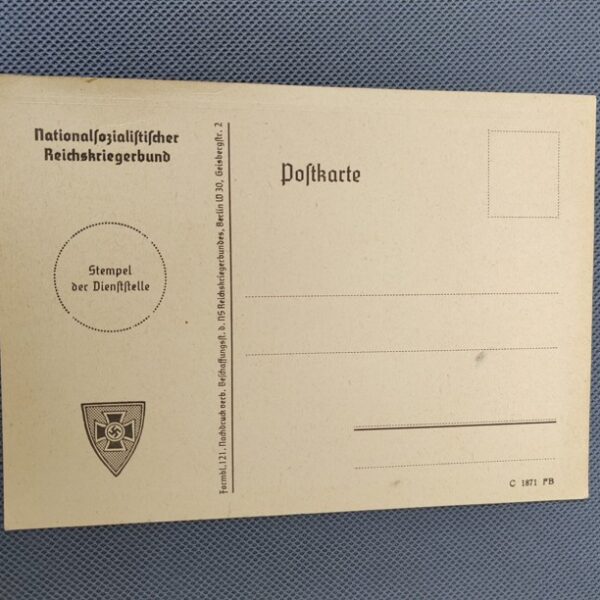 Nationalſozialiſtiſcher
Reichskriegerbund
Stempel
der Dienſtſtelle
Formbl. 121. Nachdruck verb. Beſchaffungsſt. d. NS Reichskriegerbundes, Berlin W 30, Geisbergſtr. 2
Poſtkarte
C 1871 FB